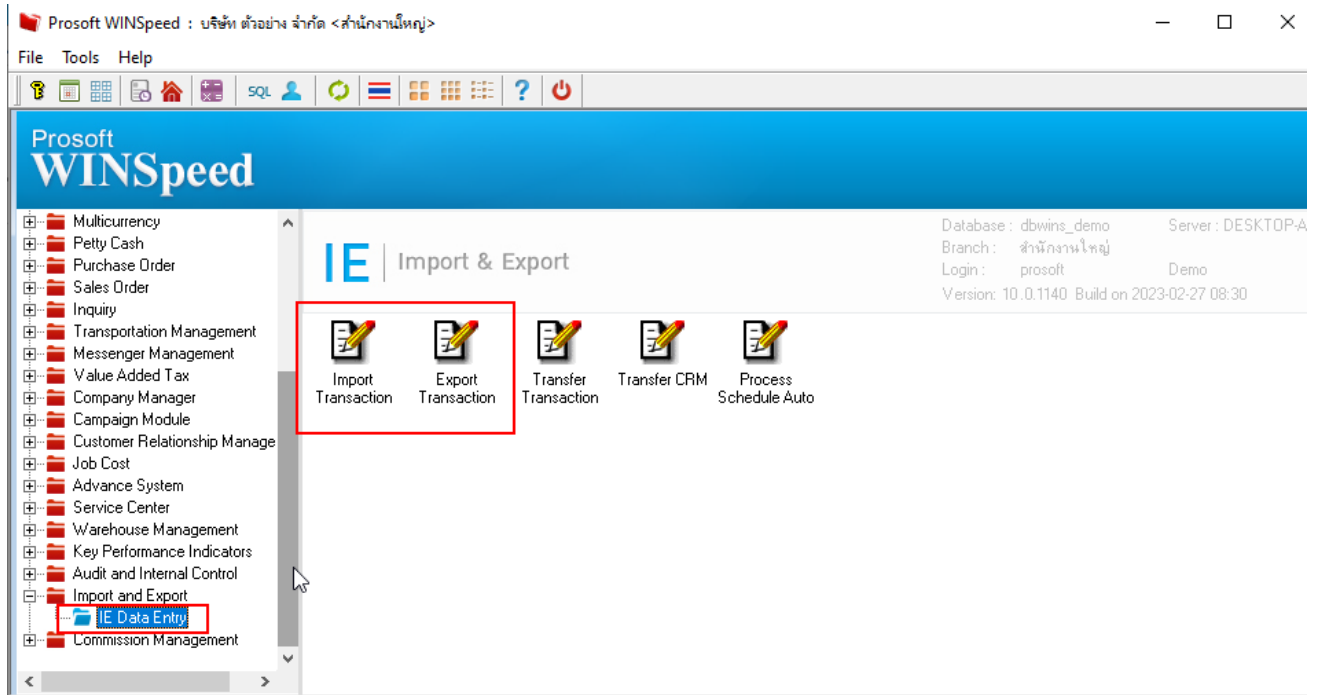 Prosoft WINSpeed : บริษัท ตัวอย่าง จำกัด <สำนักงานใหญ่>
File Tools Help
SQL
Prosoft
WINSpeed
Multicurrency
Petty Cash
Purchase Order
Sales Order
Inquiry
Transportation Management
Messenger Management
Value Added Tax
Company Manager
Campaign Module
Customer Relationship Manage
Job Cost
Advance System
Service Center
Warehouse Management
Key Performance Indicators
Audit and Internal Control
Import and Export
IE Data Entry
Commission Management
IE Import & Export
Database : dbwins_demo Server : DESKTOP-A
Branch : สำนักงานใหญ่
Login : prosoft Demo
Version: 10.0.1140 Build on 2023-02-27 08:30
Import Transaction
Export Transaction
Transfer Transaction
Transfer CRM
Process Schedule Auto